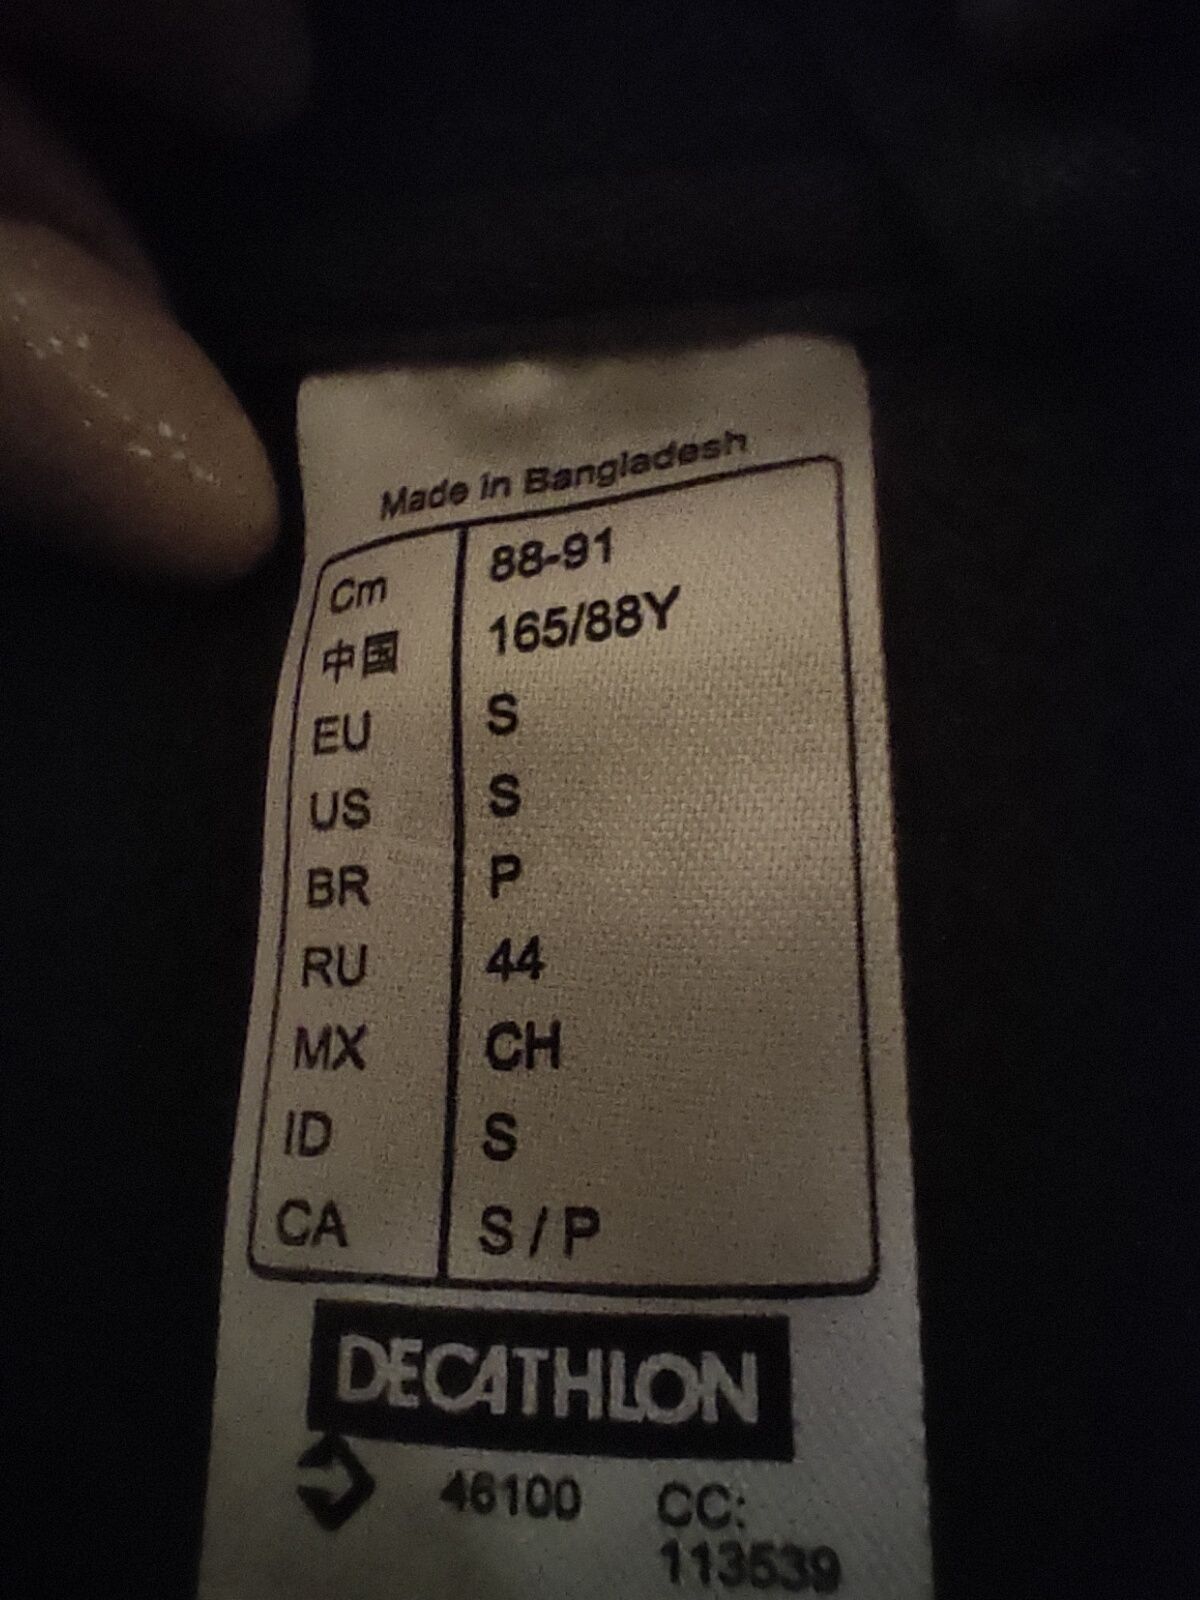 Made in Bangladesh
Cm 88-91
中国 165/88Y
EU S
US S
BR P
RU 44
MX CH
ID S
CA S / P
DECATHLON
46100 CC:
113539